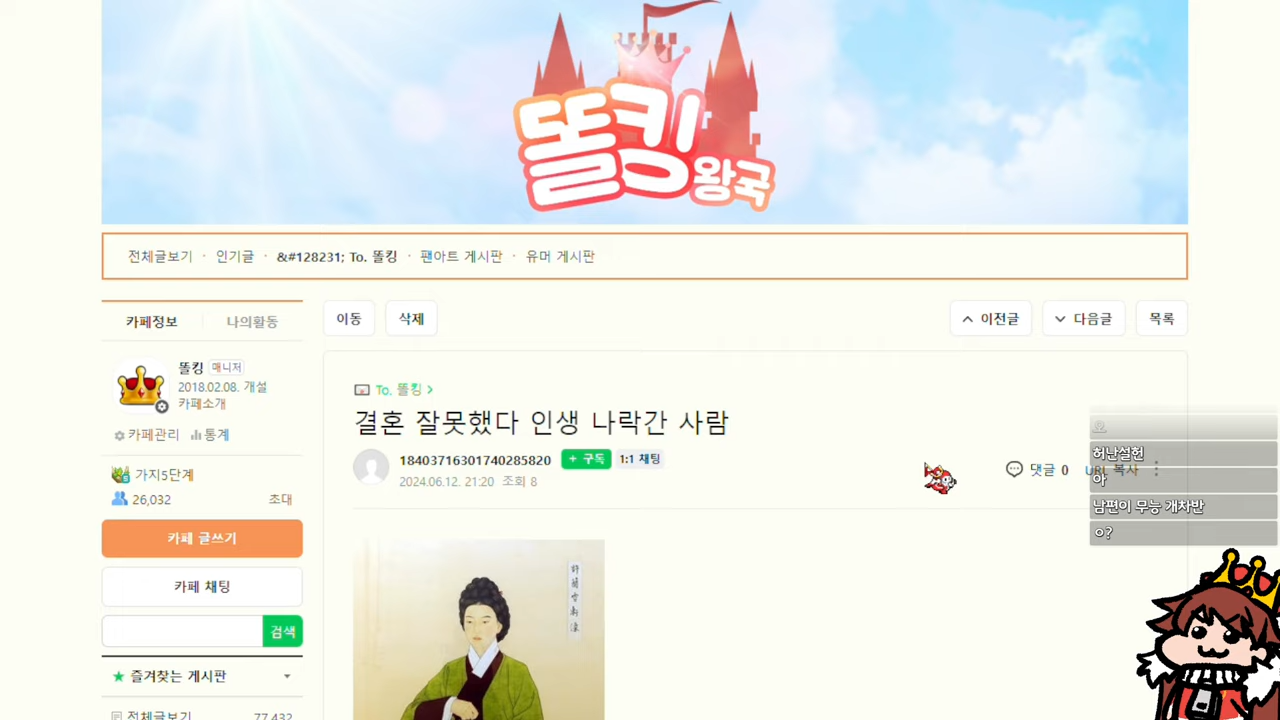 똘킹
왕국
전체글보기 · 인기글 · &#128231; To. 똘킹 · 팬아트 게시판 · 유머 게시판
카페정보 나의활동
이동 삭제
이전글 다음글 목록
똘킹 매니저
2018.02.08. 개설
카페소개
카페관리 통계
가지5단계
26,032 초대
카페 글쓰기
카페 채팅
검색
즐겨찾는 게시판
전체글보기 77,432
To. 똘킹
결혼 잘못했다 인생 나락간 사람
18403716301740285820 + 구독 1:1 채팅
2024.06.12. 21:20 조회 8
댓글 0 URL 복사
허난설헌
아
남편이 무능 개차반
ㅇ?